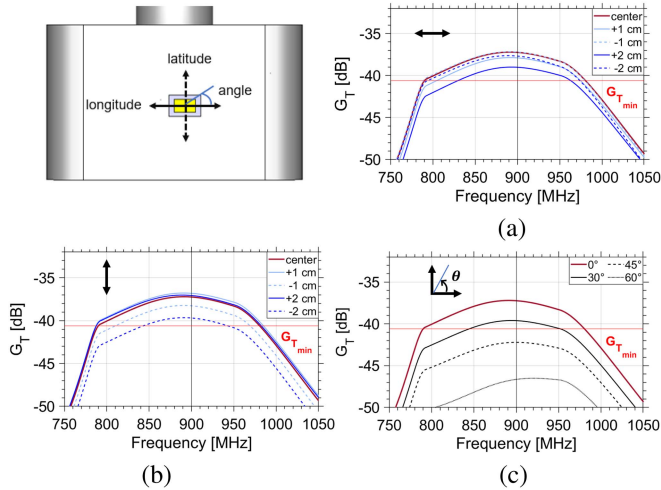 latitude
angle
longitude
-35
-40
-45
-50
G_T [dB]
center
+1 cm
-1 cm
+2 cm
-2 cm
G_Tmin
750 800 850 900 950 1000 1050
Frequency [MHz]
(a)
-35
-40
-45
-50
G_T [dB]
center
+1 cm
-1 cm
+2 cm
-2 cm
G_Tmin
750 800 850 900 950 1000 1050
Frequency [MHz]
(b)
-35
-40
-45
-50
G_T [dB]
θ
0° 45°
30° 60°
G_Tmin
750 800 850 900 950 1000 1050
Frequency [MHz]
(c)